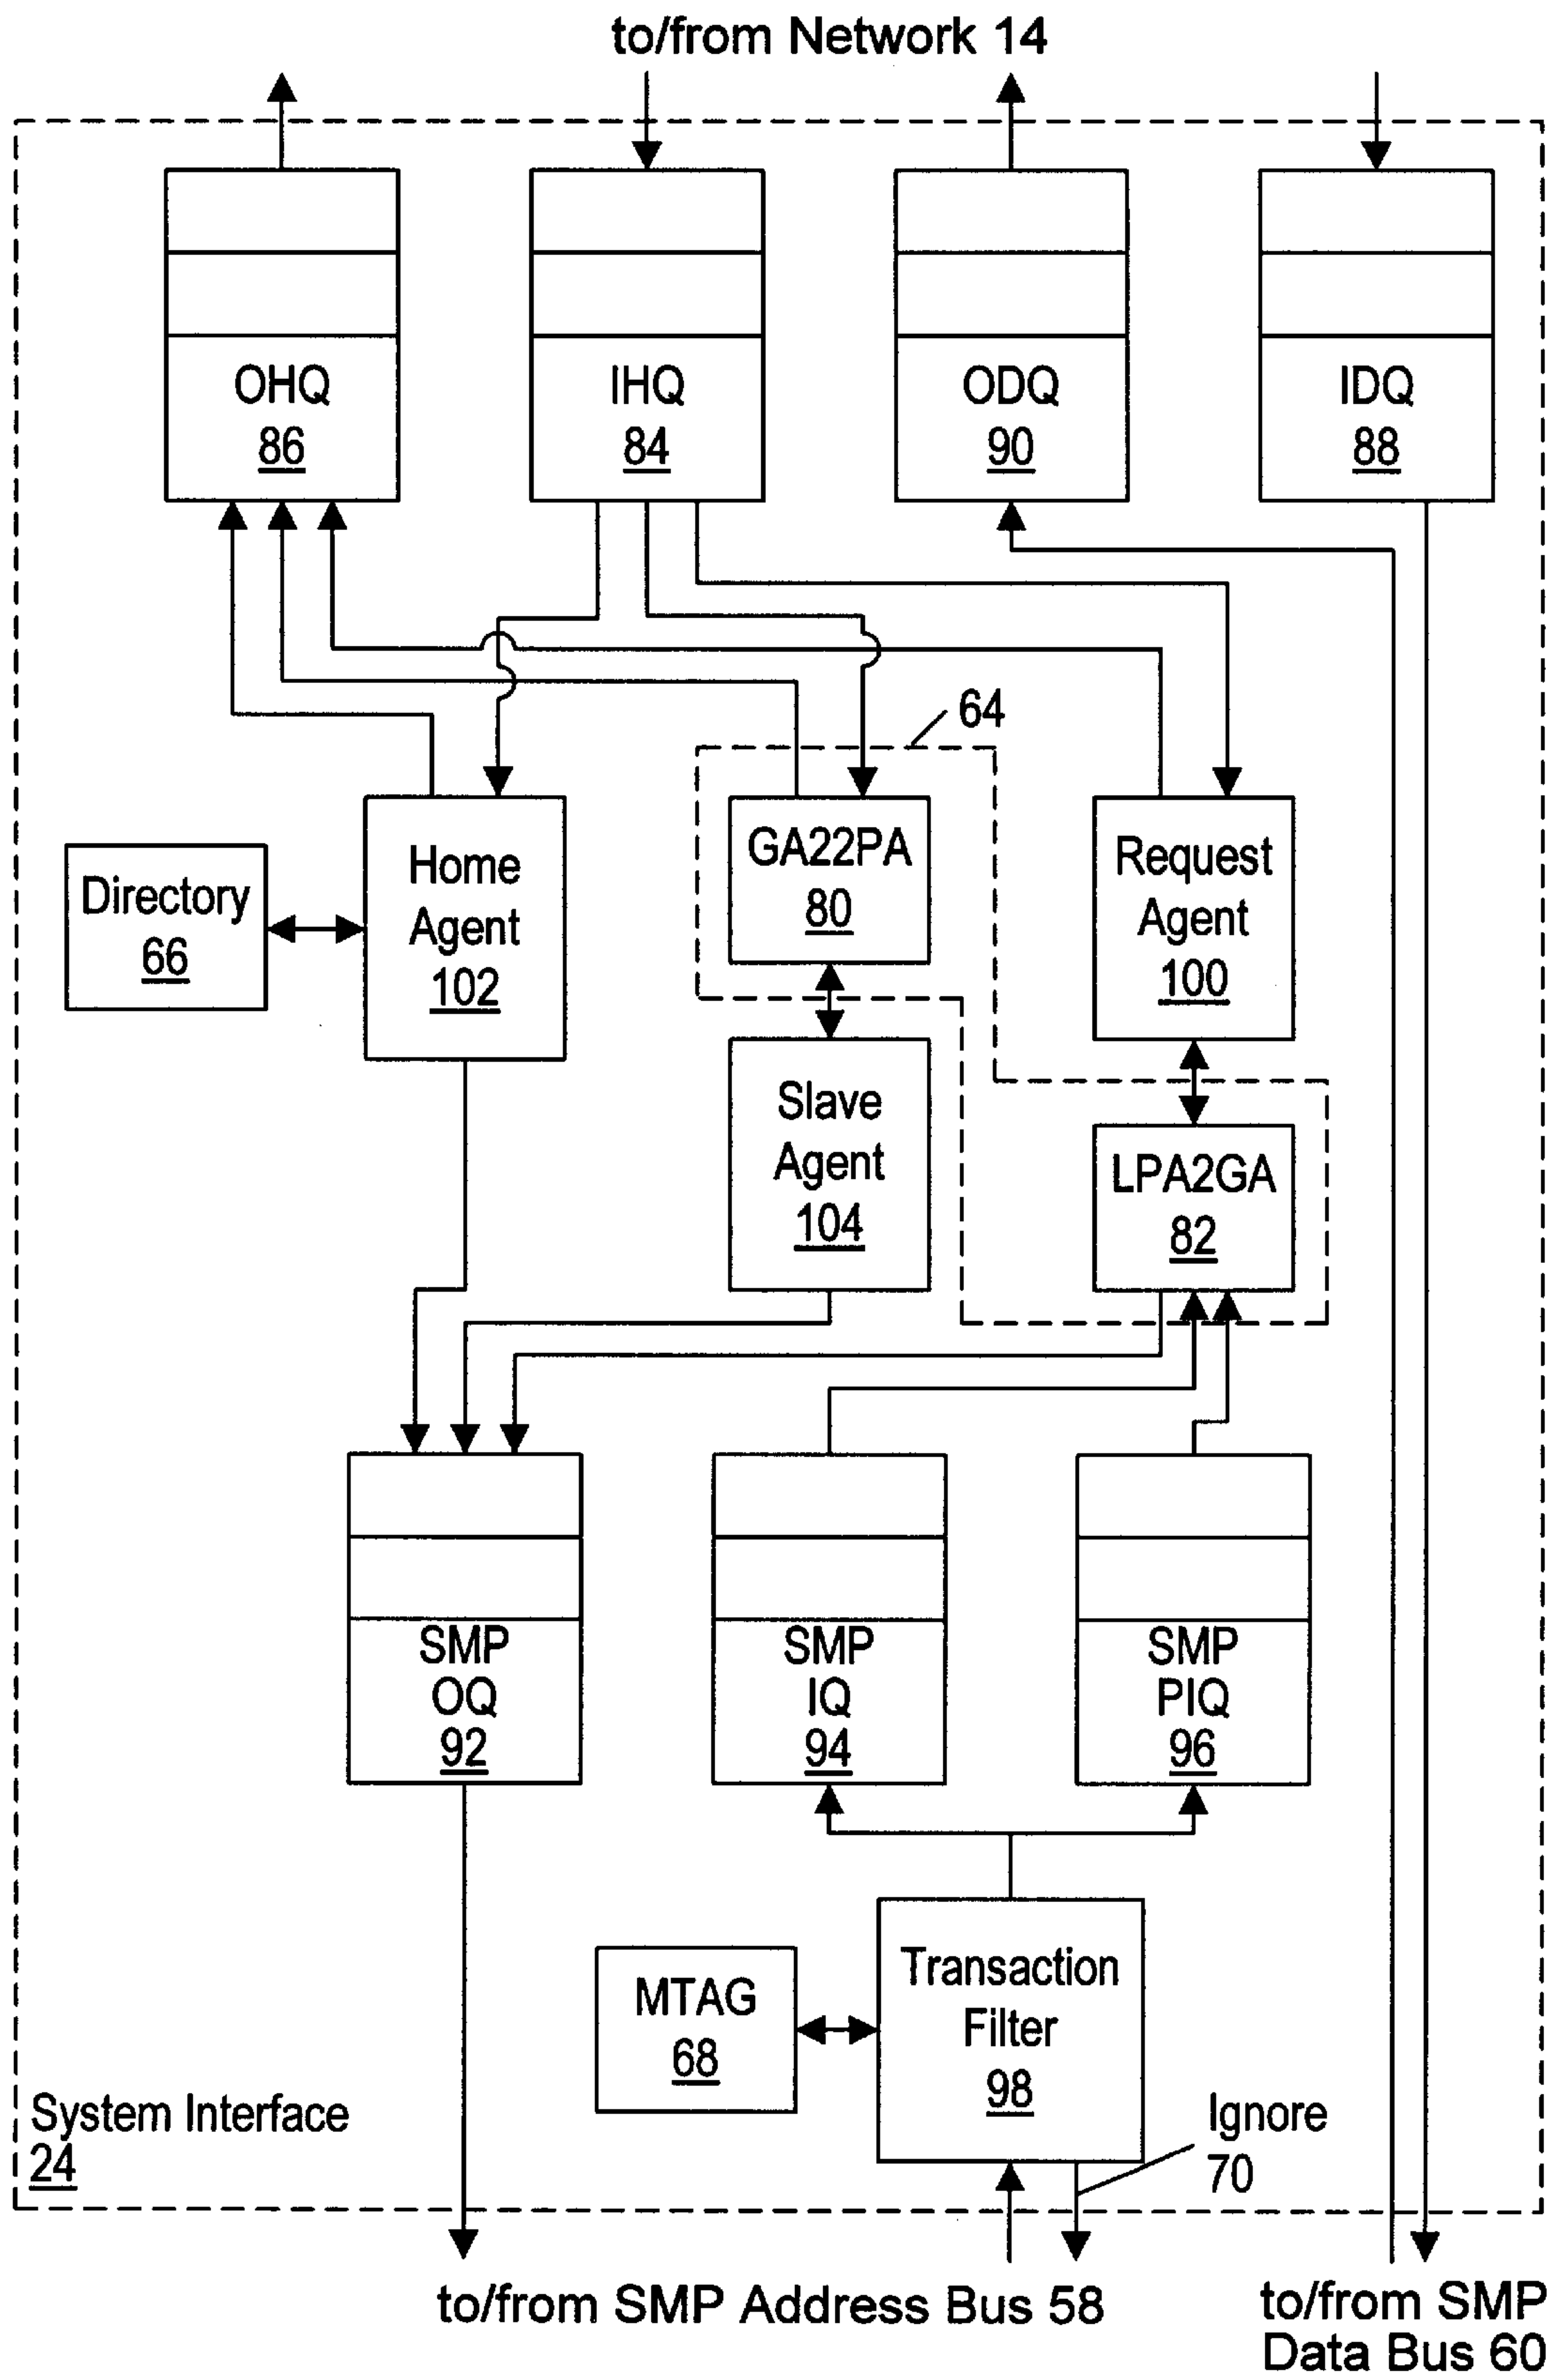 to/from Network 14
OHQ
86
IHQ
84
ODQ
90
IDQ
88
64
Directory
66
Home
Agent
102
GA22PA
80
Request
Agent
100
Slave
Agent
104
LPA2GA
82
SMP
OQ
92
SMP
IQ
94
SMP
PIQ
96
MTAG
68
Transaction
Filter
98
Ignore
70
System Interface
24
to/from SMP Address Bus 58
to/from SMP
Data Bus 60